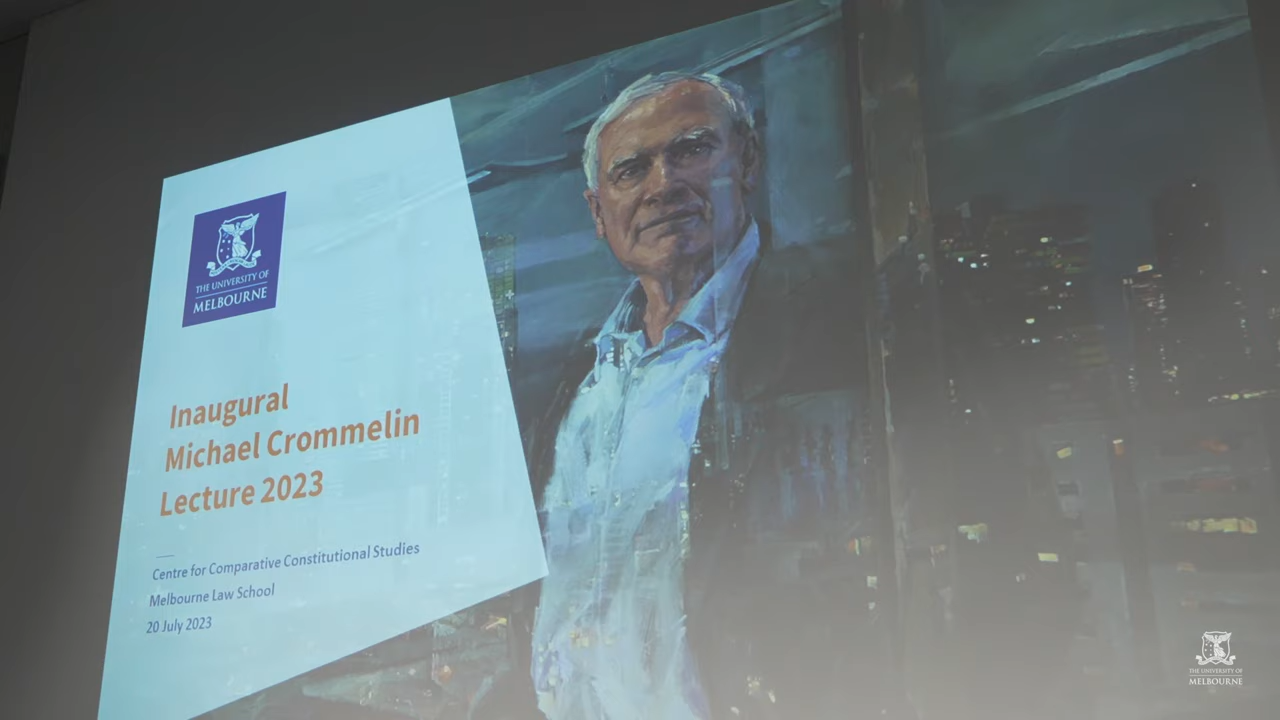 THE UNIVERSITY OF
MELBOURNE
Inaugural
Michael Crommelin
Lecture 2023
Centre for Comparative Constitutional Studies
Melbourne Law School
20 July 2023
THE UNIVERSITY OF
MELBOURNE